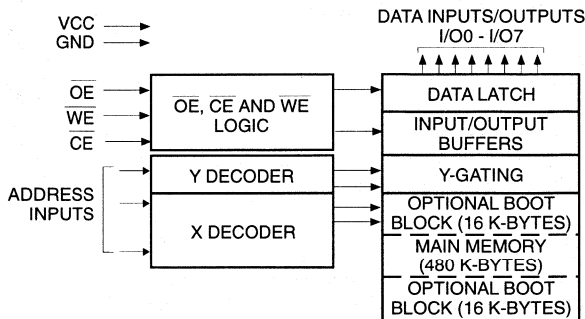 VCC
GND
DATA INPUTS/OUTPUTS
I/O0 - I/O7
OE
WE
CE
OE, CE AND WE
LOGIC
DATA LATCH
INPUT/OUTPUT
BUFFERS
ADDRESS
INPUTS
Y DECODER
Y-GATING
X DECODER
OPTIONAL BOOT
BLOCK (16 K-BYTES)
MAIN MEMORY
(480 K-BYTES)
OPTIONAL BOOT
BLOCK (16 K-BYTES)